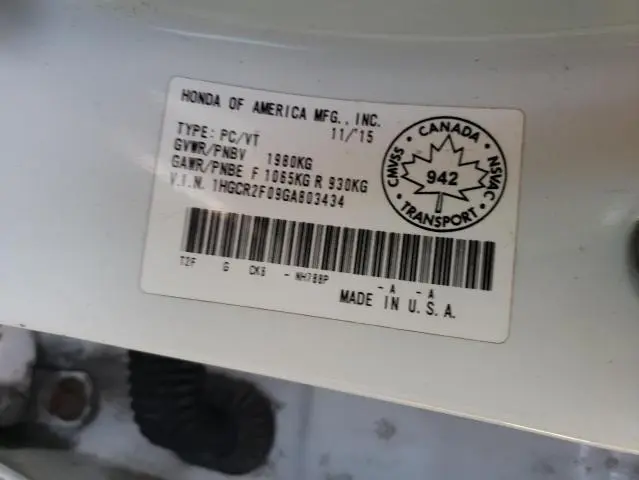 HONDA OF AMERICA MFG., INC.
11/'15
TYPE: PC/VT
GVWR/PNBV 1980KG
GAWR/PNBE F 1065KG R 930KG
V.I.N. 1HGCR2F09GA803434
CANADA
CMVSS 942 NSVAC
TRANSPORT
T2F G CK6 - NH788P - A - A
MADE IN U.S.A.